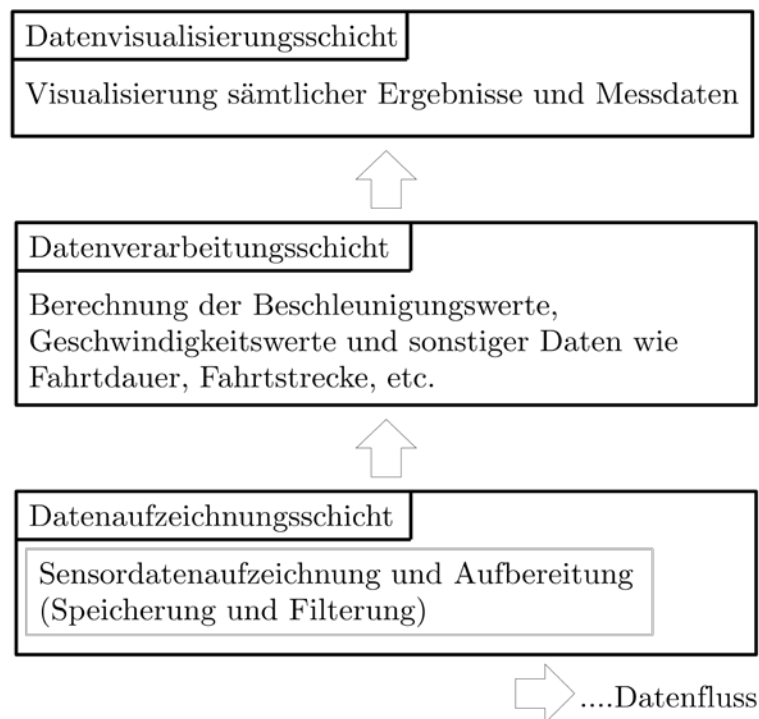 Datenvisualisierungsschicht
Visualisierung sämtlicher Ergebnisse und Messdaten
Datenverarbeitungsschicht
Berechnung der Beschleunigungswerte,
Geschwindigkeitswerte und sonstiger Daten wie
Fahrtdauer, Fahrtstrecke, etc.
Datenaufzeichnungsschicht
Sensordatenaufzeichnung und Aufbereitung
(Speicherung und Filterung)
....Datenfluss